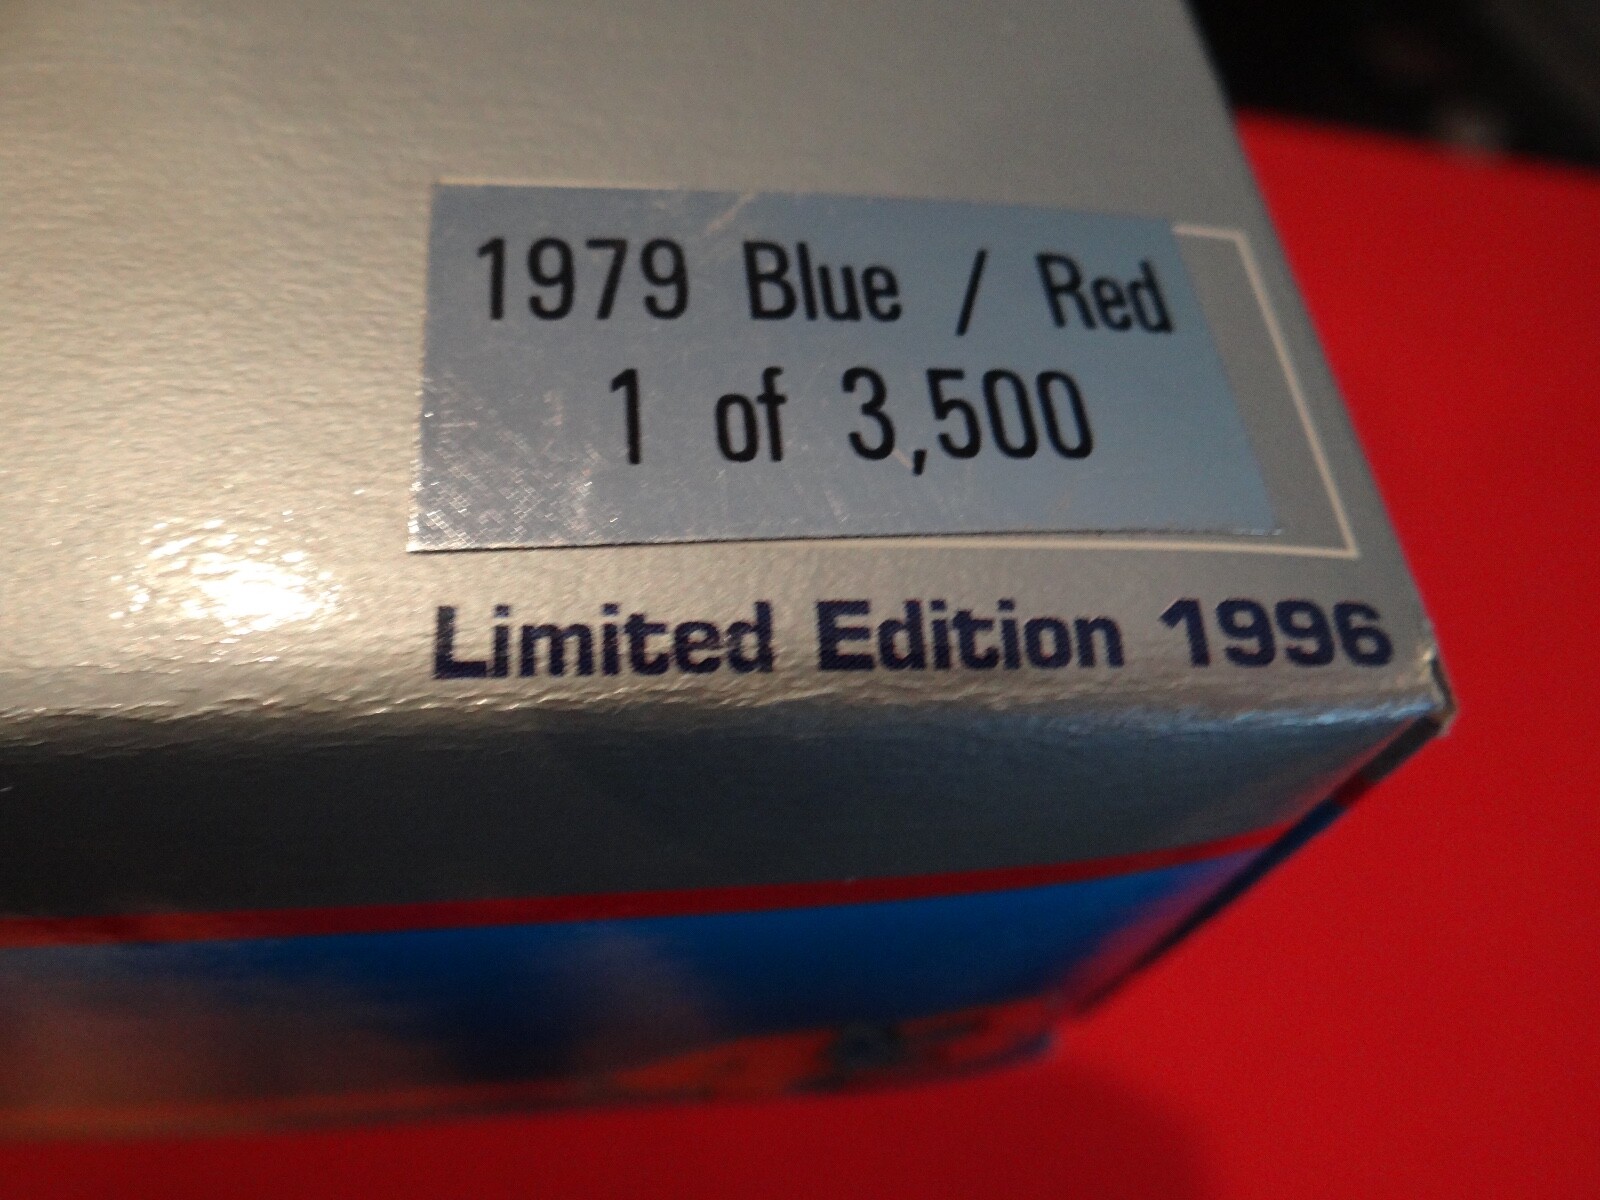 1979 Blue / Red
1 of 3,500
Limited Edition 1996